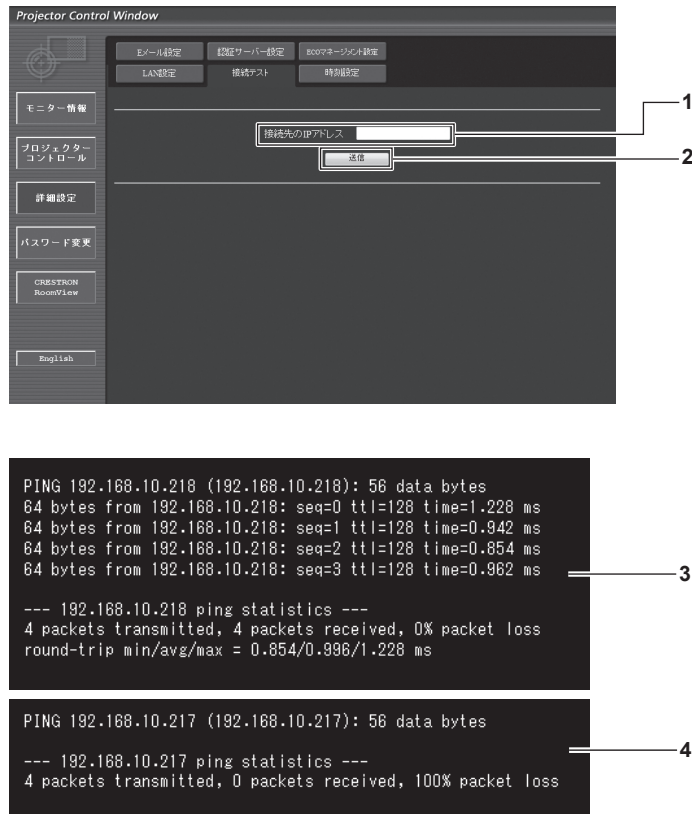 Projector Control Window
Eメール設定 認証サーバー設定 ECOマネージメント設定
LAN設定 接続テスト 時刻設定
モニター情報
プロジェクター
コントロール
詳細設定
パスワード変更
CRESTRON
RoomView
English
接続先のIPアドレス
送信
1
2
PING 192.168.10.218 (192.168.10.218): 56 data bytes
64 bytes from 192.168.10.218: seq=0 ttl=128 time=1.228 ms
64 bytes from 192.168.10.218: seq=1 ttl=128 time=0.942 ms
64 bytes from 192.168.10.218: seq=2 ttl=128 time=0.854 ms
64 bytes from 192.168.10.218: seq=3 ttl=128 time=0.962 ms
3
--- 192.168.10.218 ping statistics ---
4 packets transmitted, 4 packets received, 0% packet loss
round-trip min/avg/max = 0.854/0.996/1.228 ms
PING 192.168.10.217 (192.168.10.217): 56 data bytes
4
--- 192.168.10.217 ping statistics ---
4 packets transmitted, 0 packets received, 100% packet loss